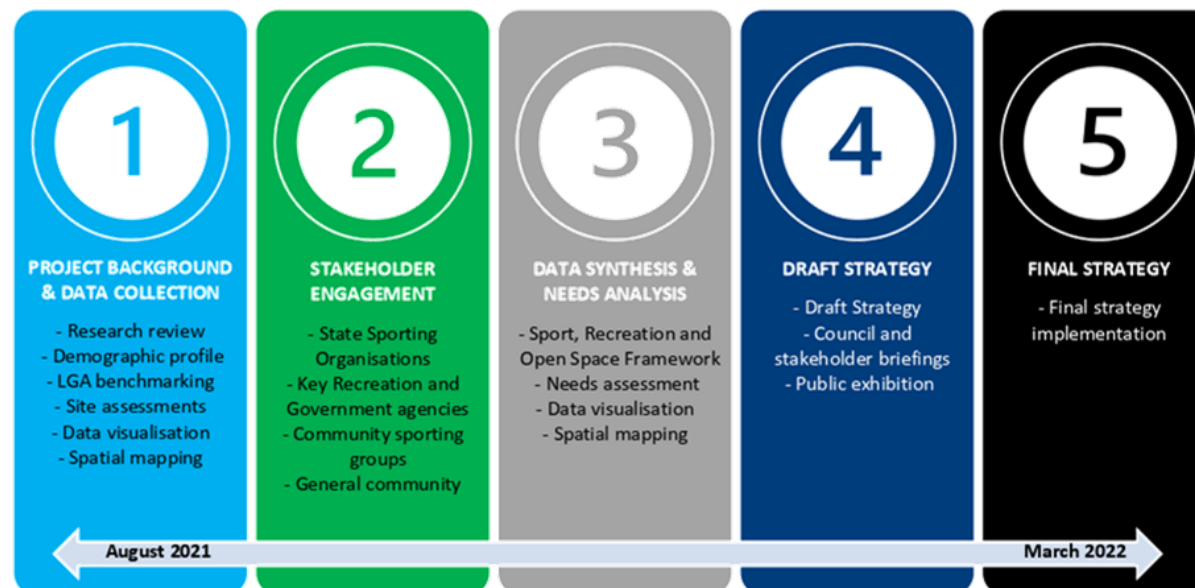 1
PROJECT BACKGROUND
& DATA COLLECTION
- Research review
- Demographic profile
- LGA benchmarking
- Site assessments
- Data visualisation
- Spatial mapping
2
STAKEHOLDER
ENGAGEMENT
- State Sporting
Organisations
- Key Recreation and
Government agencies
- Community sporting
groups
- General community
3
DATA SYNTHESIS &
NEEDS ANALYSIS
- Sport, Recreation and
Open Space Framework
- Needs assessment
- Data visualisation
- Spatial mapping
4
DRAFT STRATEGY
- Draft Strategy
- Council and
stakeholder briefings
- Public exhibition
5
FINAL STRATEGY
- Final strategy
implementation
August 2021
March 2022